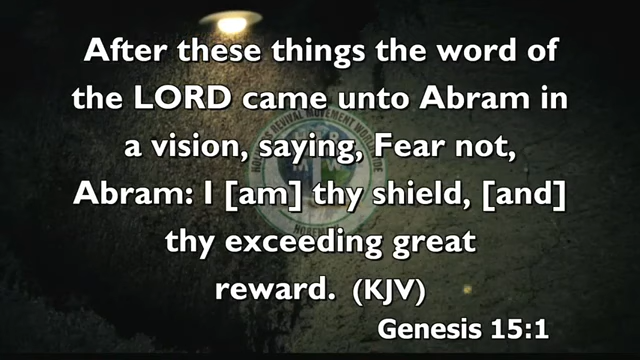 After these things the word of
the LORD came unto Abram in
a vision, saying, Fear not,
Abram: I [am] thy shield, [and]
thy exceeding great
reward. (KJV)
Genesis 15:1